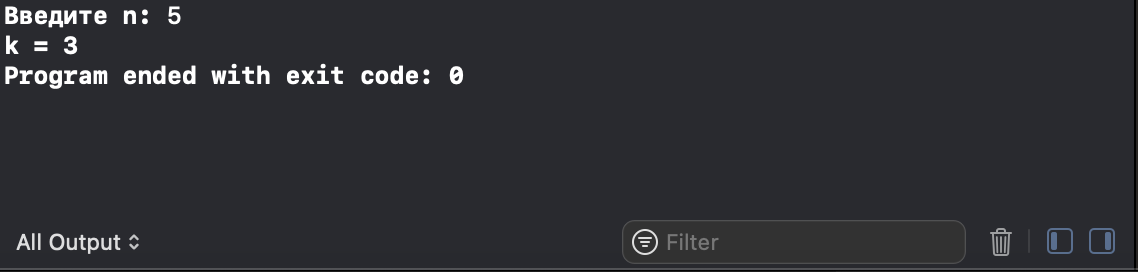 Введите n: 5
k = 3
Program ended with exit code: 0
All Output
Filter